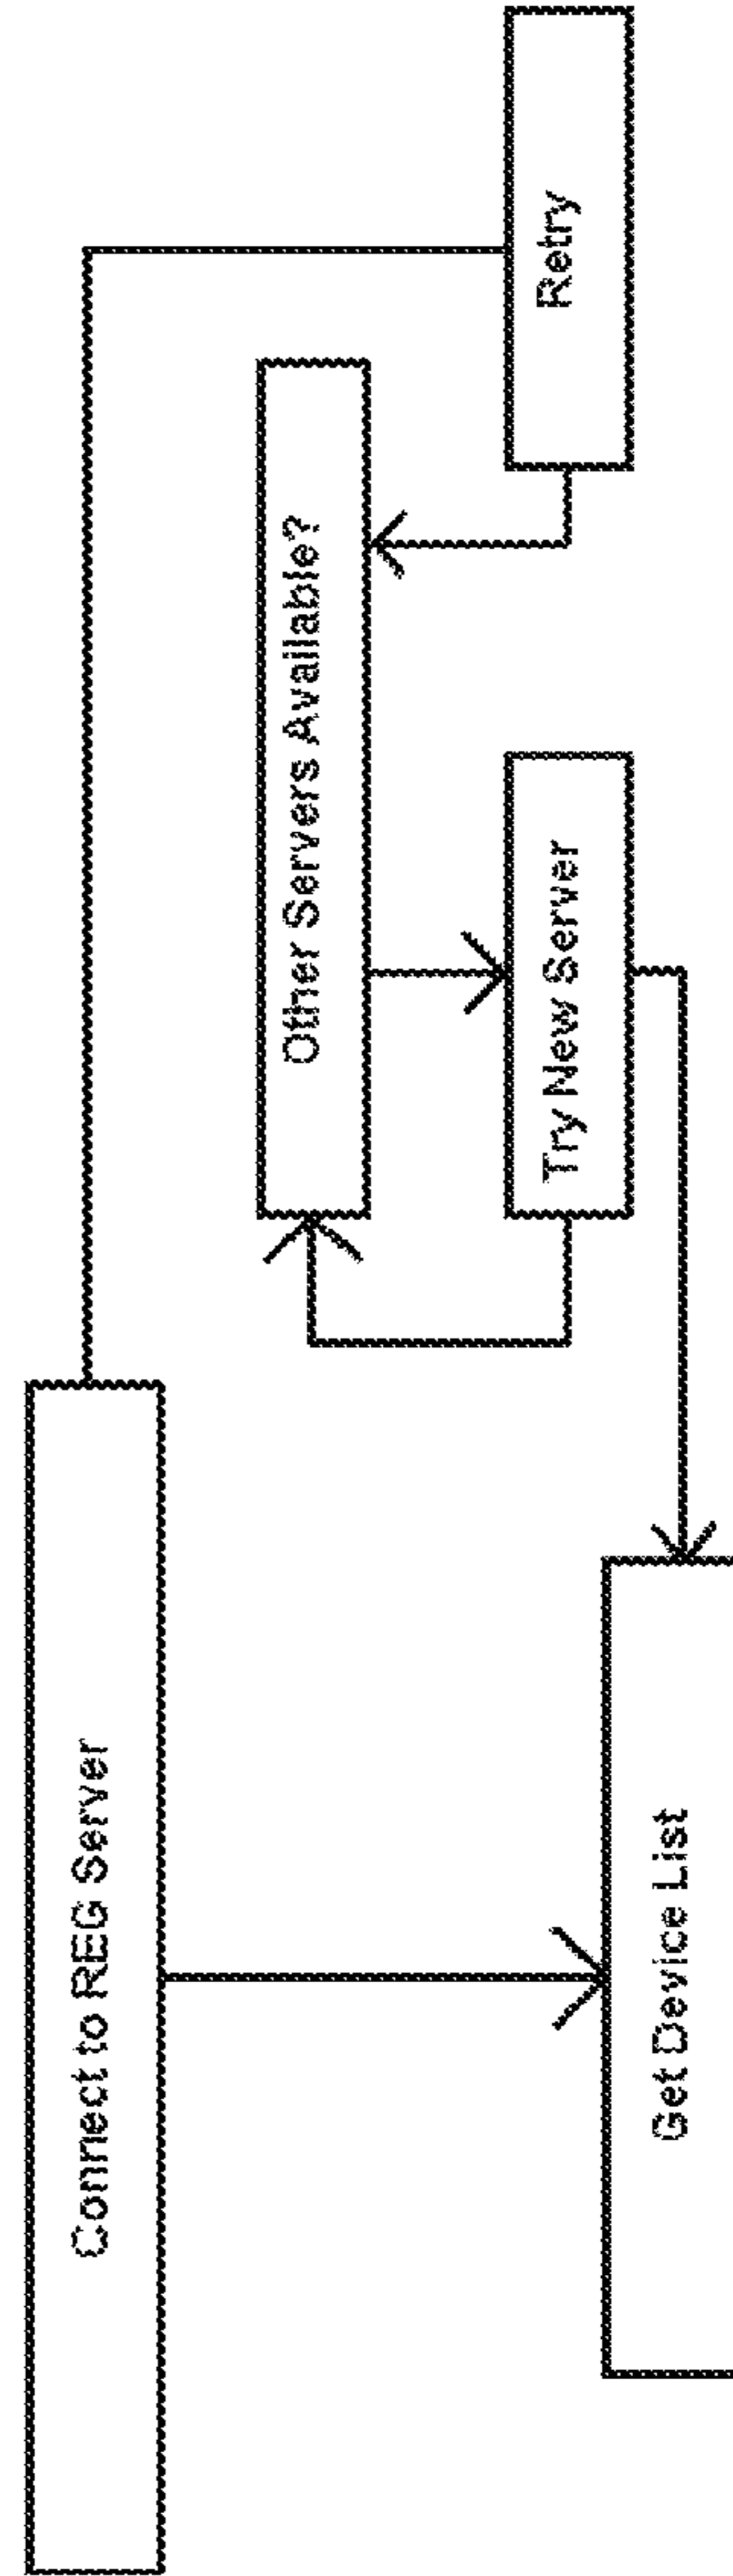 Connect to REG Server
Other Servers Available?
Try New Server
Retry
Get Device List